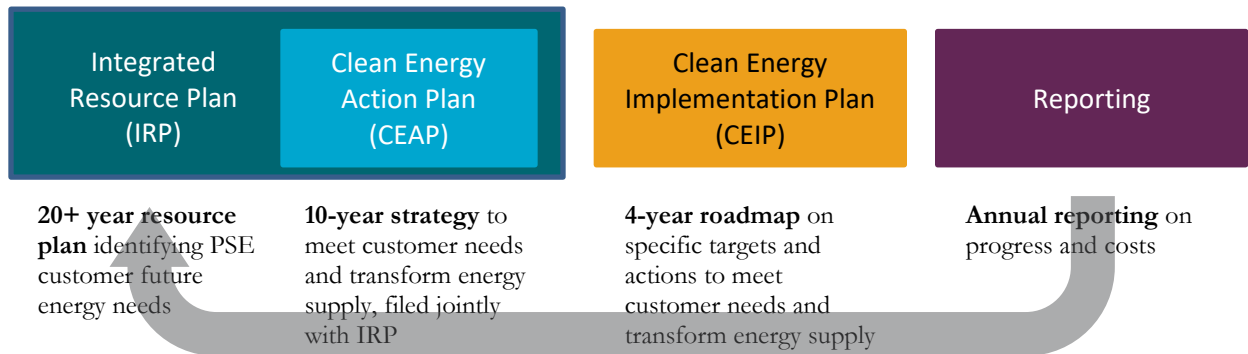 Integrated
Resource Plan
(IRP)
Clean Energy
Action Plan
(CEAP)
Clean Energy
Implementation Plan
(CEIP)
Reporting
20+ year resource
plan identifying PSE
customer future
energy needs
10-year strategy to
meet customer needs
and transform energy
supply, filed jointly
with IRP
4-year roadmap on
specific targets and
actions to meet
customer needs and
transform energy supply
Annual reporting on
progress and costs